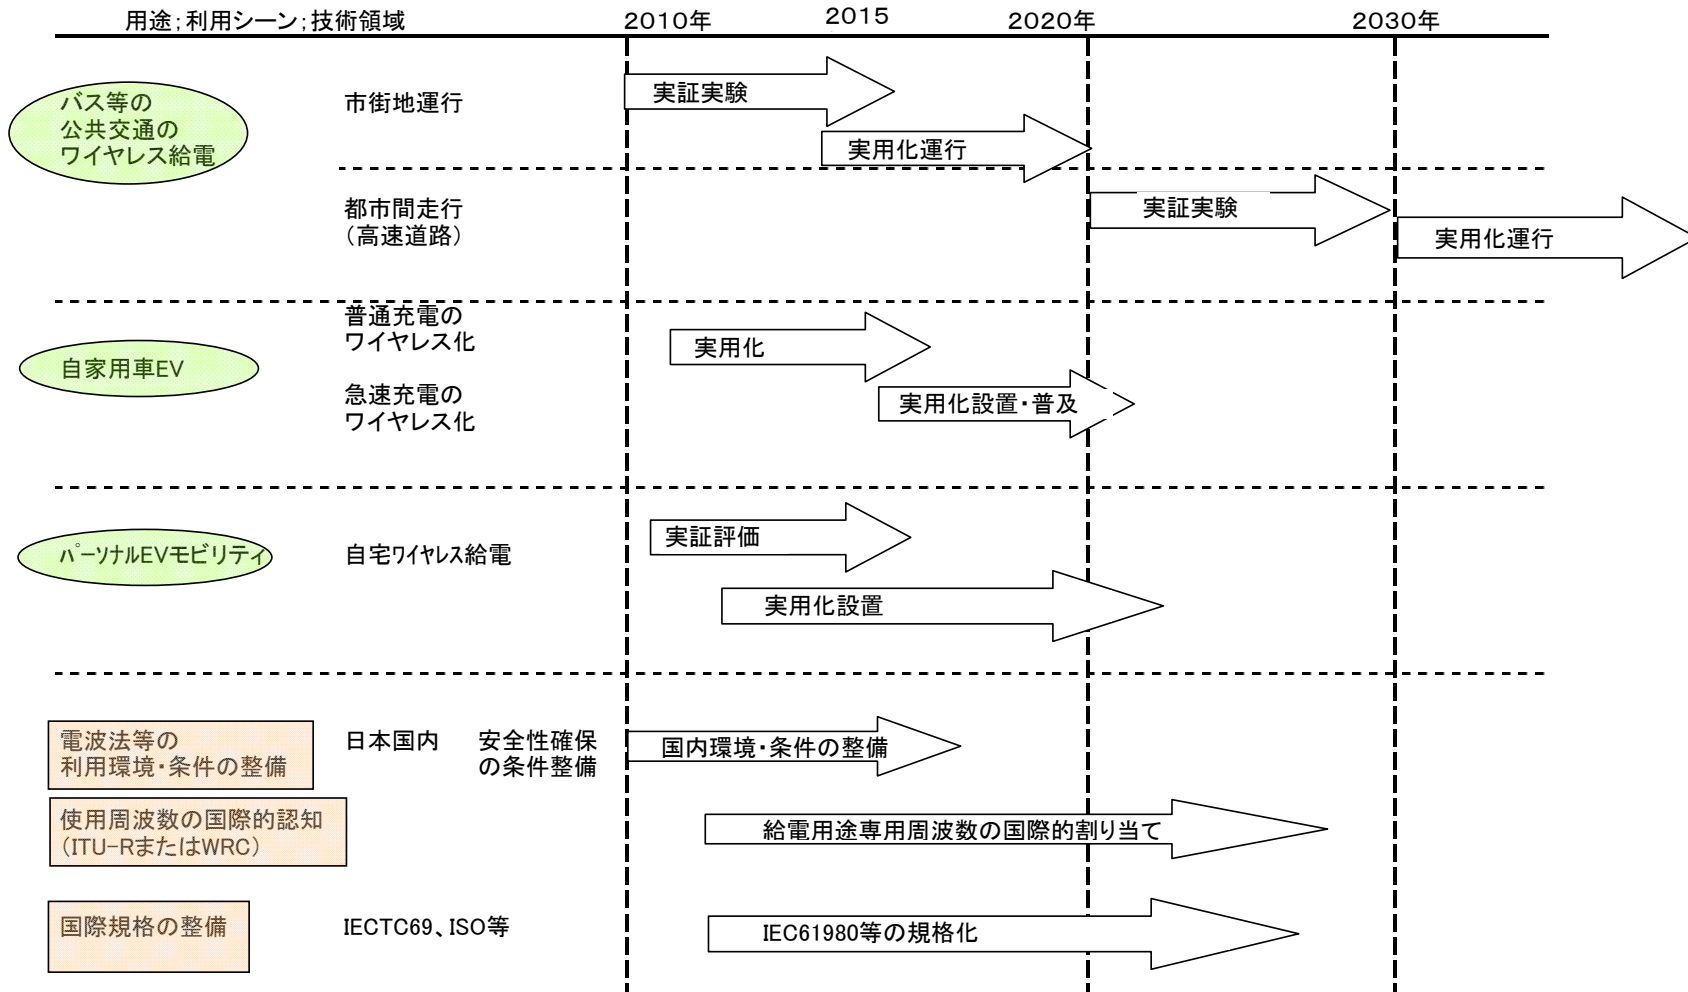 用途；利用シーン；技術領域
2010年
2015
2020年
2030年
バス等の
公共交通の
ワイヤレス給電
市街地運行
実証実験
実用化運行
都市間走行
（高速道路）
実証実験
実用化運行
自家用車EV
普通充電の
ワイヤレス化
実用化
急速充電の
ワイヤレス化
実用化設置・普及
ﾊﾟｰｿﾅﾙEVモビリティ
自宅ﾜｲﾔﾚｽ給電
実証評価
実用化設置
電波法等の
利用環境・条件の整備
日本国内
安全性確保
の条件整備
国内環境・条件の整備
使用周波数の国際的認知
（ITU-RまたはWRC）
給電用途専用周波数の国際的割り当て
国際規格の整備
IECTC69、ISO等
IEC61980等の規格化